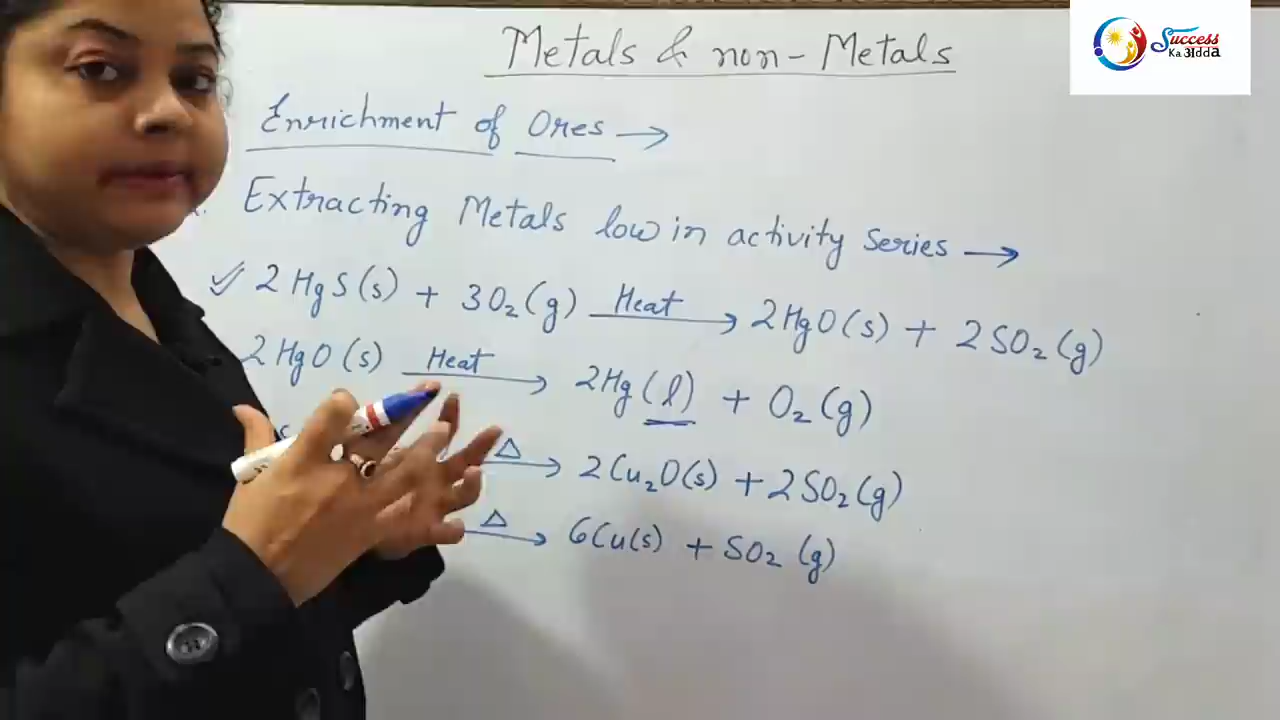 Metals & non-Metals
Success
Ka अड्डा
Enrichment of Ores →
Extracting Metals low in activity series →
✓ 2HgS(s) + 3O₂(g) Heat→ 2HgO(s) + 2SO₂(g)
2HgO(s) Heat→ 2Hg(l) + O₂(g)
Δ→ 2Cu₂O(s) + 2SO₂(g)
Δ→ 6Cu(s) + SO₂(g)